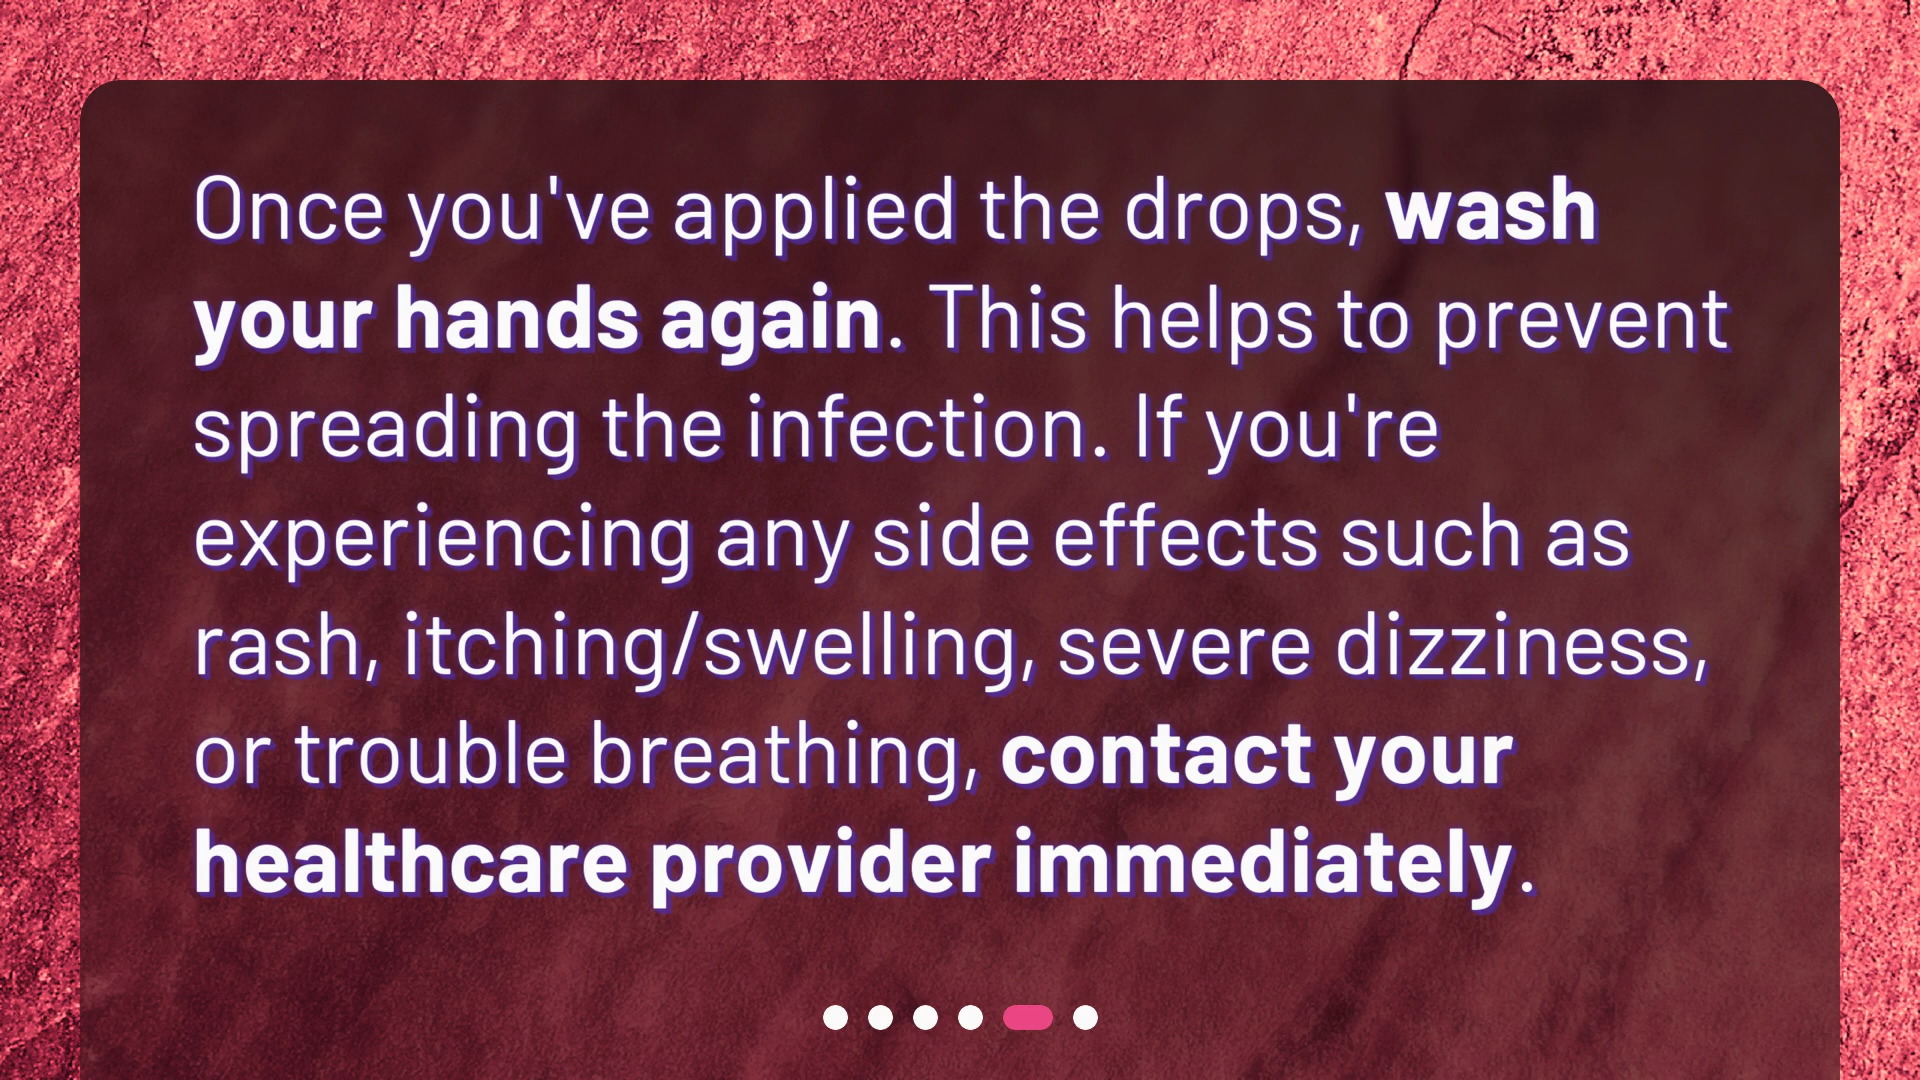 Once you've applied the drops, wash
your hands again. This helps to prevent
spreading the infection. If you're
experiencing any side effects such as
rash, itching/swelling, severe dizziness,
or trouble breathing, contact your
healthcare provider immediately.